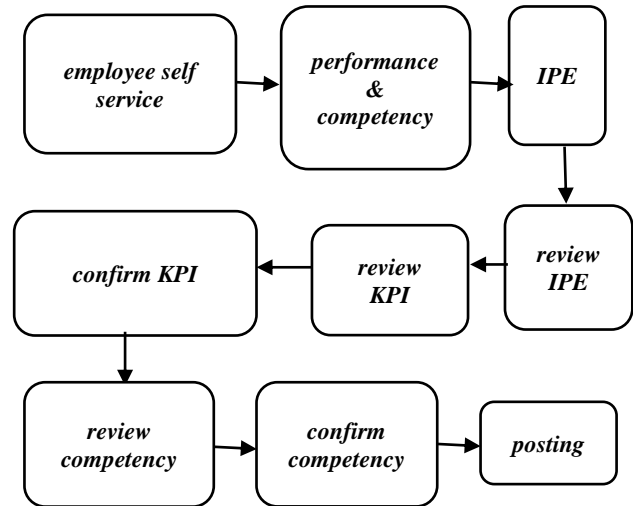 employee self
service
performance
&
competency
IPE
confirm KPI
review
KPI
review
IPE
review
competency
confirm
competency
posting